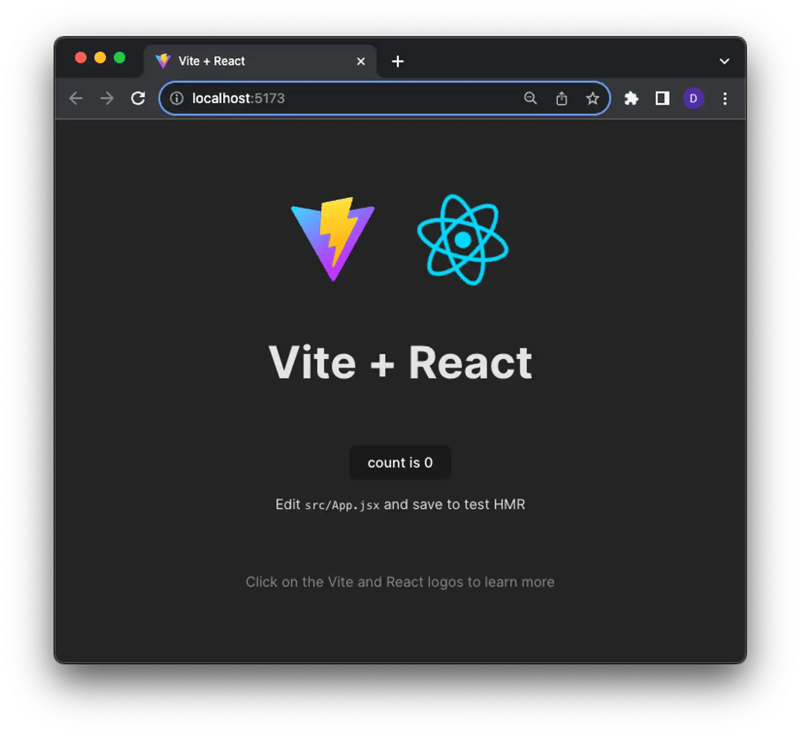 Vite + React
localhost:5173
D
Vite + React
count is 0
Edit src/App.jsx and save to test HMR
Click on the Vite and React logos to learn more